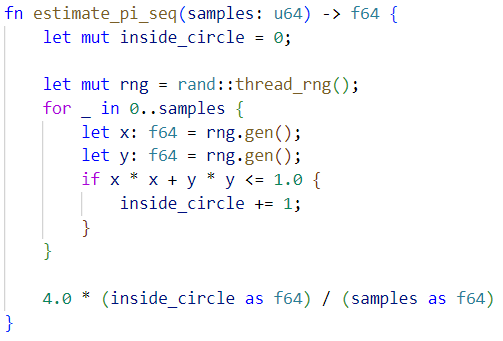 fn estimate_pi_seq(samples: u64) -> f64 {
    let mut inside_circle = 0;

    let mut rng = rand::thread_rng();
    for _ in 0..samples {
        let x: f64 = rng.gen();
        let y: f64 = rng.gen();
        if x * x + y * y <= 1.0 {
            inside_circle += 1;
        }
    }

    4.0 * (inside_circle as f64) / (samples as f64)
}